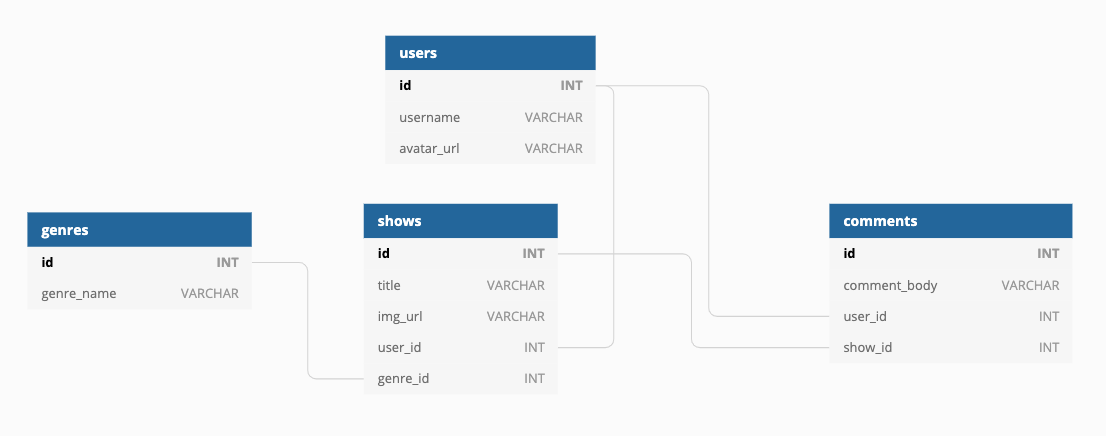 users
id INT
username VARCHAR
avatar_url VARCHAR
genres
id INT
genre_name VARCHAR
shows
id INT
title VARCHAR
img_url VARCHAR
user_id INT
genre_id INT
comments
id INT
comment_body VARCHAR
user_id INT
show_id INT